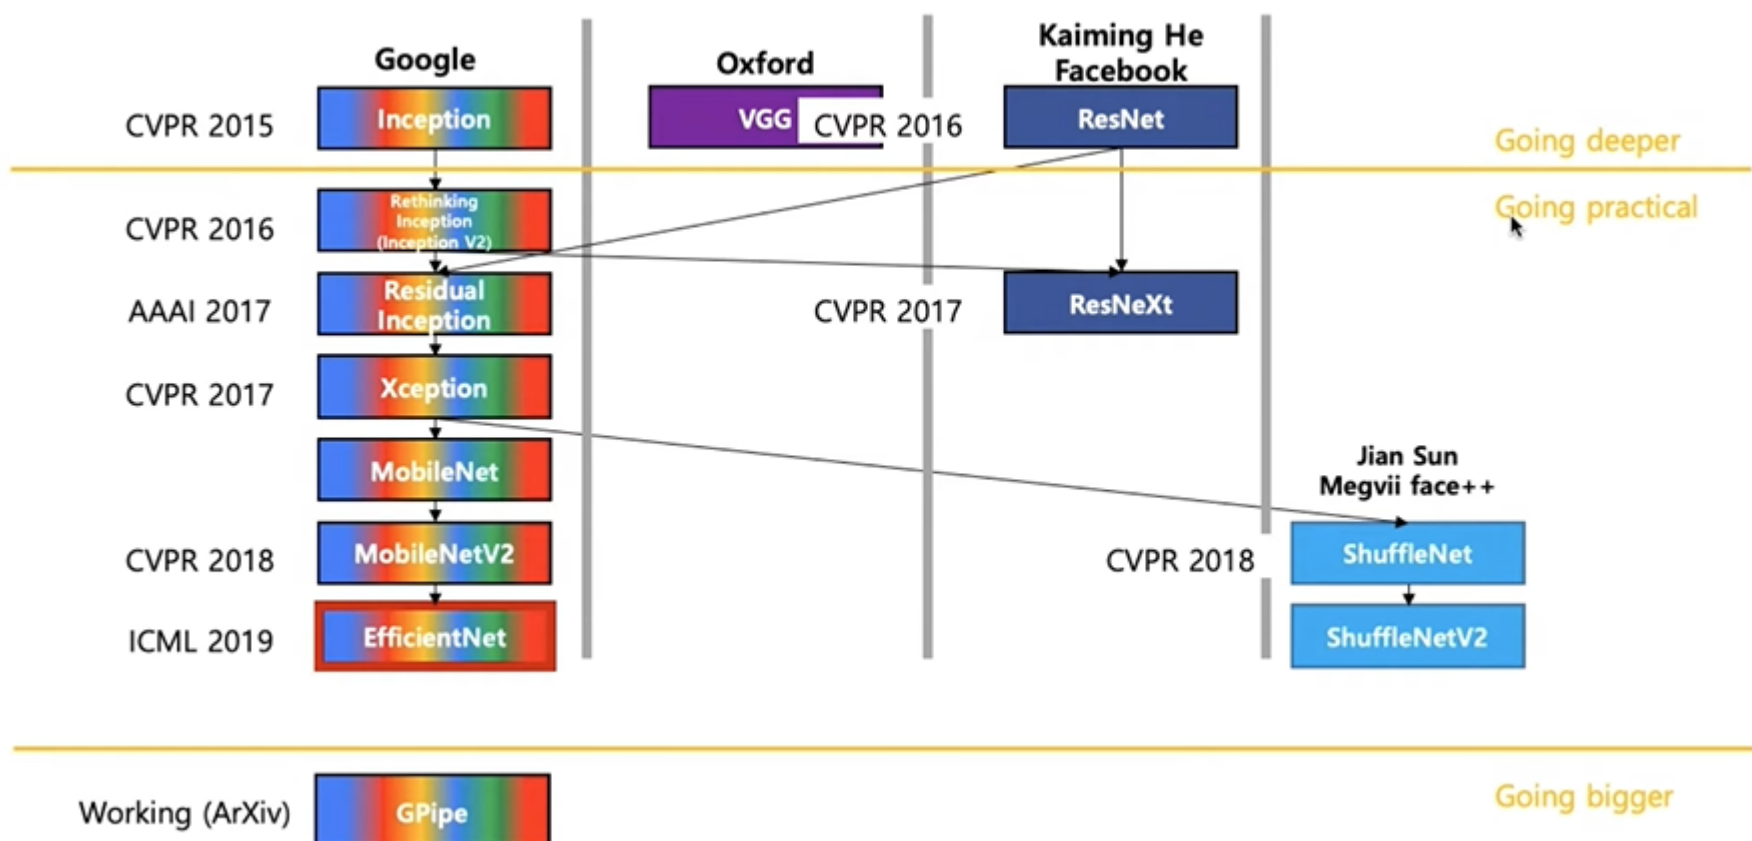 Google
Oxford
Kaiming He
Facebook
CVPR 2015
Inception
VGG
CVPR 2016
ResNet
Going deeper
CVPR 2016
Rethinking
Inception
(Inception V2)
Going practical
AAAI 2017
Residual
Inception
CVPR 2017
ResNeXt
CVPR 2017
Xception
MobileNet
Jian Sun
Megvii face++
CVPR 2018
MobileNetV2
CVPR 2018
ShuffleNet
ICML 2019
EfficientNet
ShuffleNetV2
Working (ArXiv)
GPipe
Going bigger